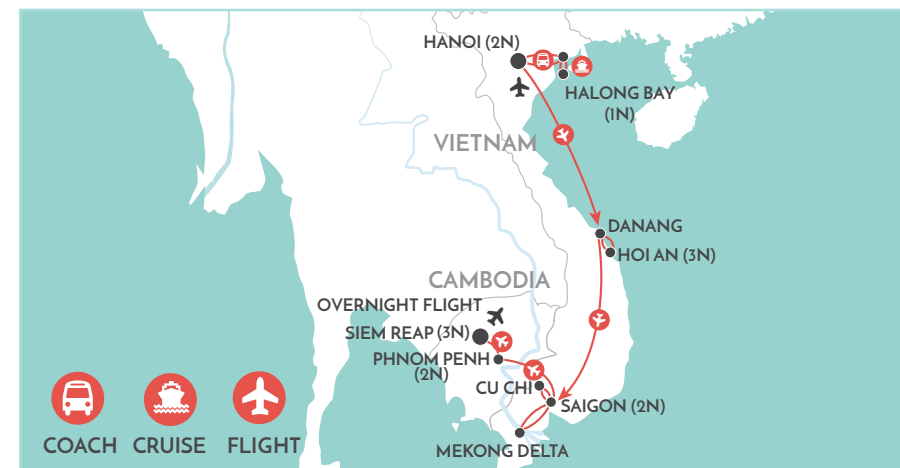 HANOI (2N)
HALONG BAY
(1N)
VIETNAM
DANANG
HOI AN (3N)
CAMBODIA
OVERNIGHT FLIGHT
SIEM REAP (3N)
PHNOM PENH
(2N)
CU CHI
SAIGON (2N)
MEKONG DELTA
COACH
CRUISE
FLIGHT